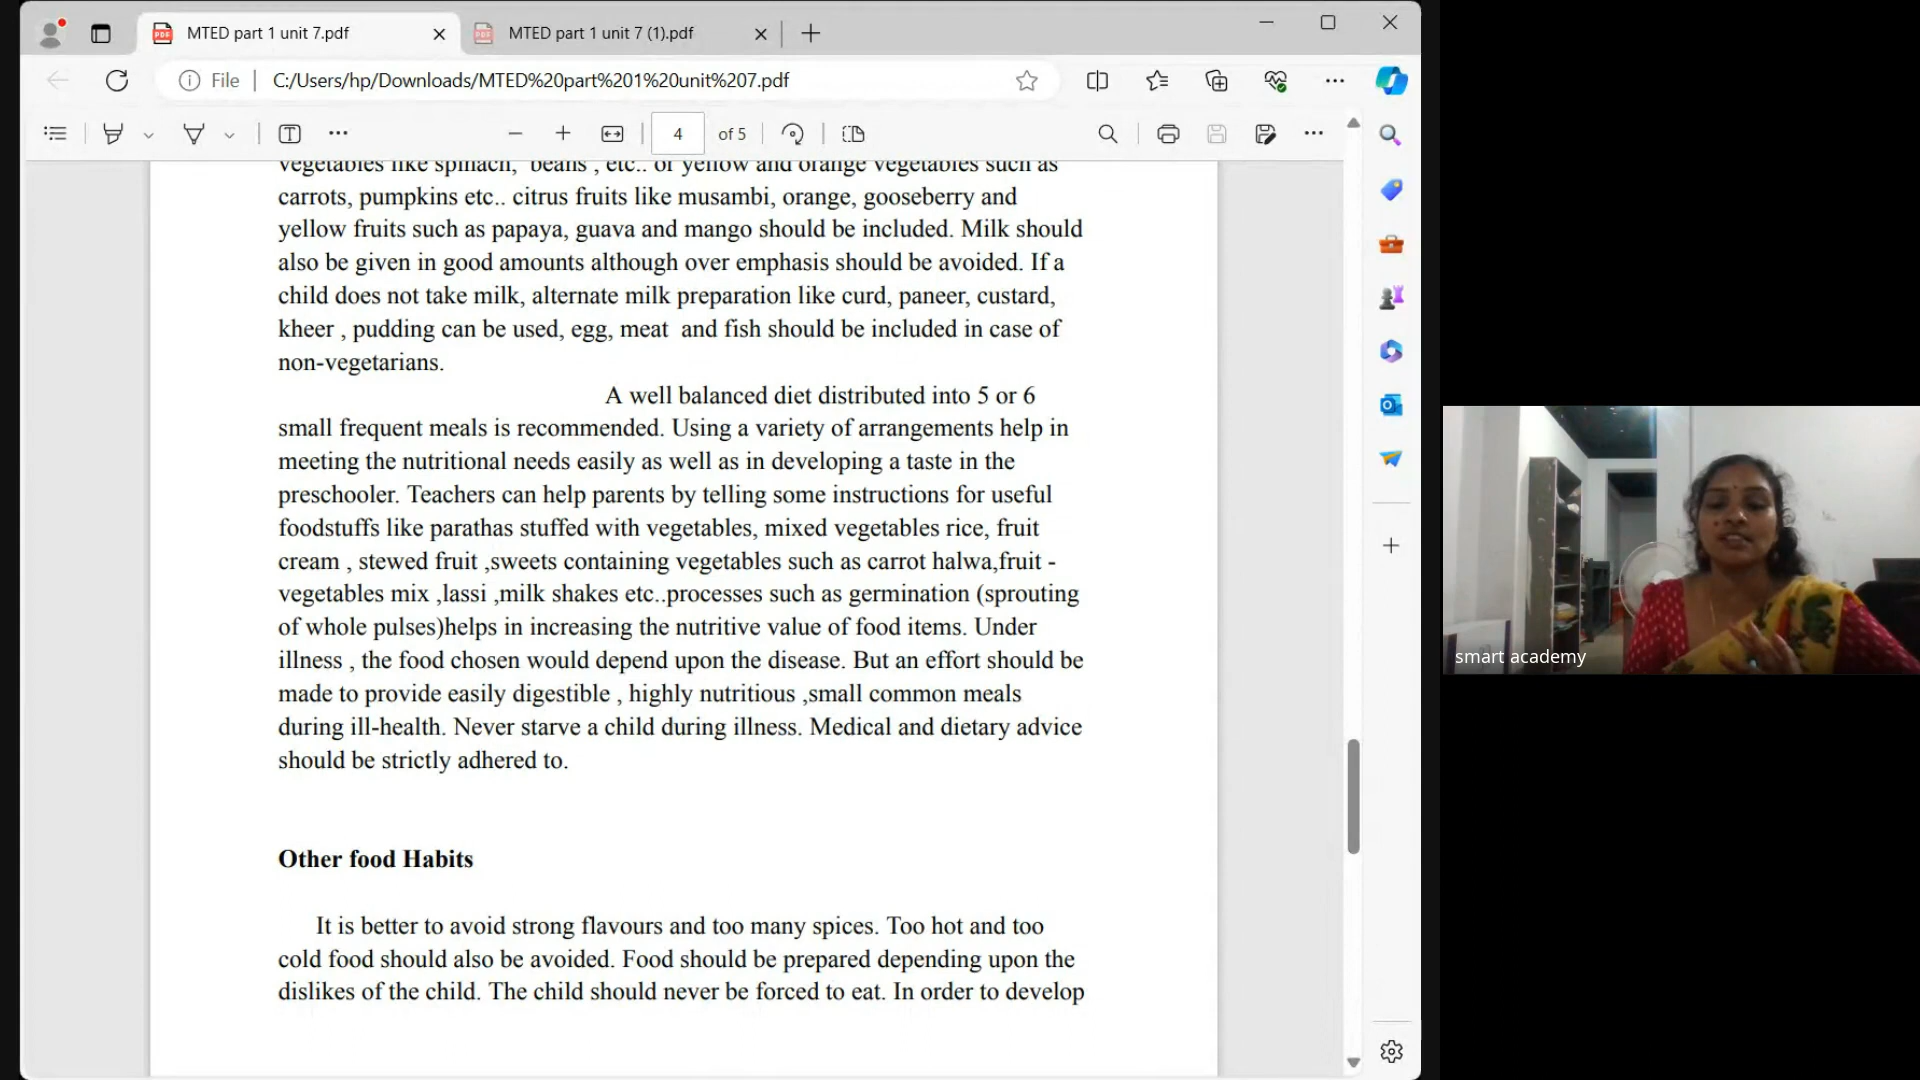 MTED part 1 unit 7.pdf
MTED part 1 unit 7 (1).pdf
File
C:/Users/hp/Downloads/MTED%20part%201%20unit%207.pdf
4 of 5
vegetables like spinach, beans , etc.. or yellow and orange vegetables such as
carrots, pumpkins etc.. citrus fruits like musambi, orange, gooseberry and
yellow fruits such as papaya, guava and mango should be included. Milk should
also be given in good amounts although over emphasis should be avoided. If a
child does not take milk, alternate milk preparation like curd, paneer, custard,
kheer , pudding can be used, egg, meat and fish should be included in case of
non-vegetarians.
A well balanced diet distributed into 5 or 6
small frequent meals is recommended. Using a variety of arrangements help in
meeting the nutritional needs easily as well as in developing a taste in the
preschooler. Teachers can help parents by telling some instructions for useful
foodstuffs like parathas stuffed with vegetables, mixed vegetables rice, fruit
cream , stewed fruit ,sweets containing vegetables such as carrot halwa,fruit -
vegetables mix ,lassi ,milk shakes etc..processes such as germination (sprouting
of whole pulses)helps in increasing the nutritive value of food items. Under
illness , the food chosen would depend upon the disease. But an effort should be
made to provide easily digestible , highly nutritious ,small common meals
during ill-health. Never starve a child during illness. Medical and dietary advice
should be strictly adhered to.
Other food Habits
It is better to avoid strong flavours and too many spices. Too hot and too
cold food should also be avoided. Food should be prepared depending upon the
dislikes of the child. The child should never be forced to eat. In order to develop
smart academy